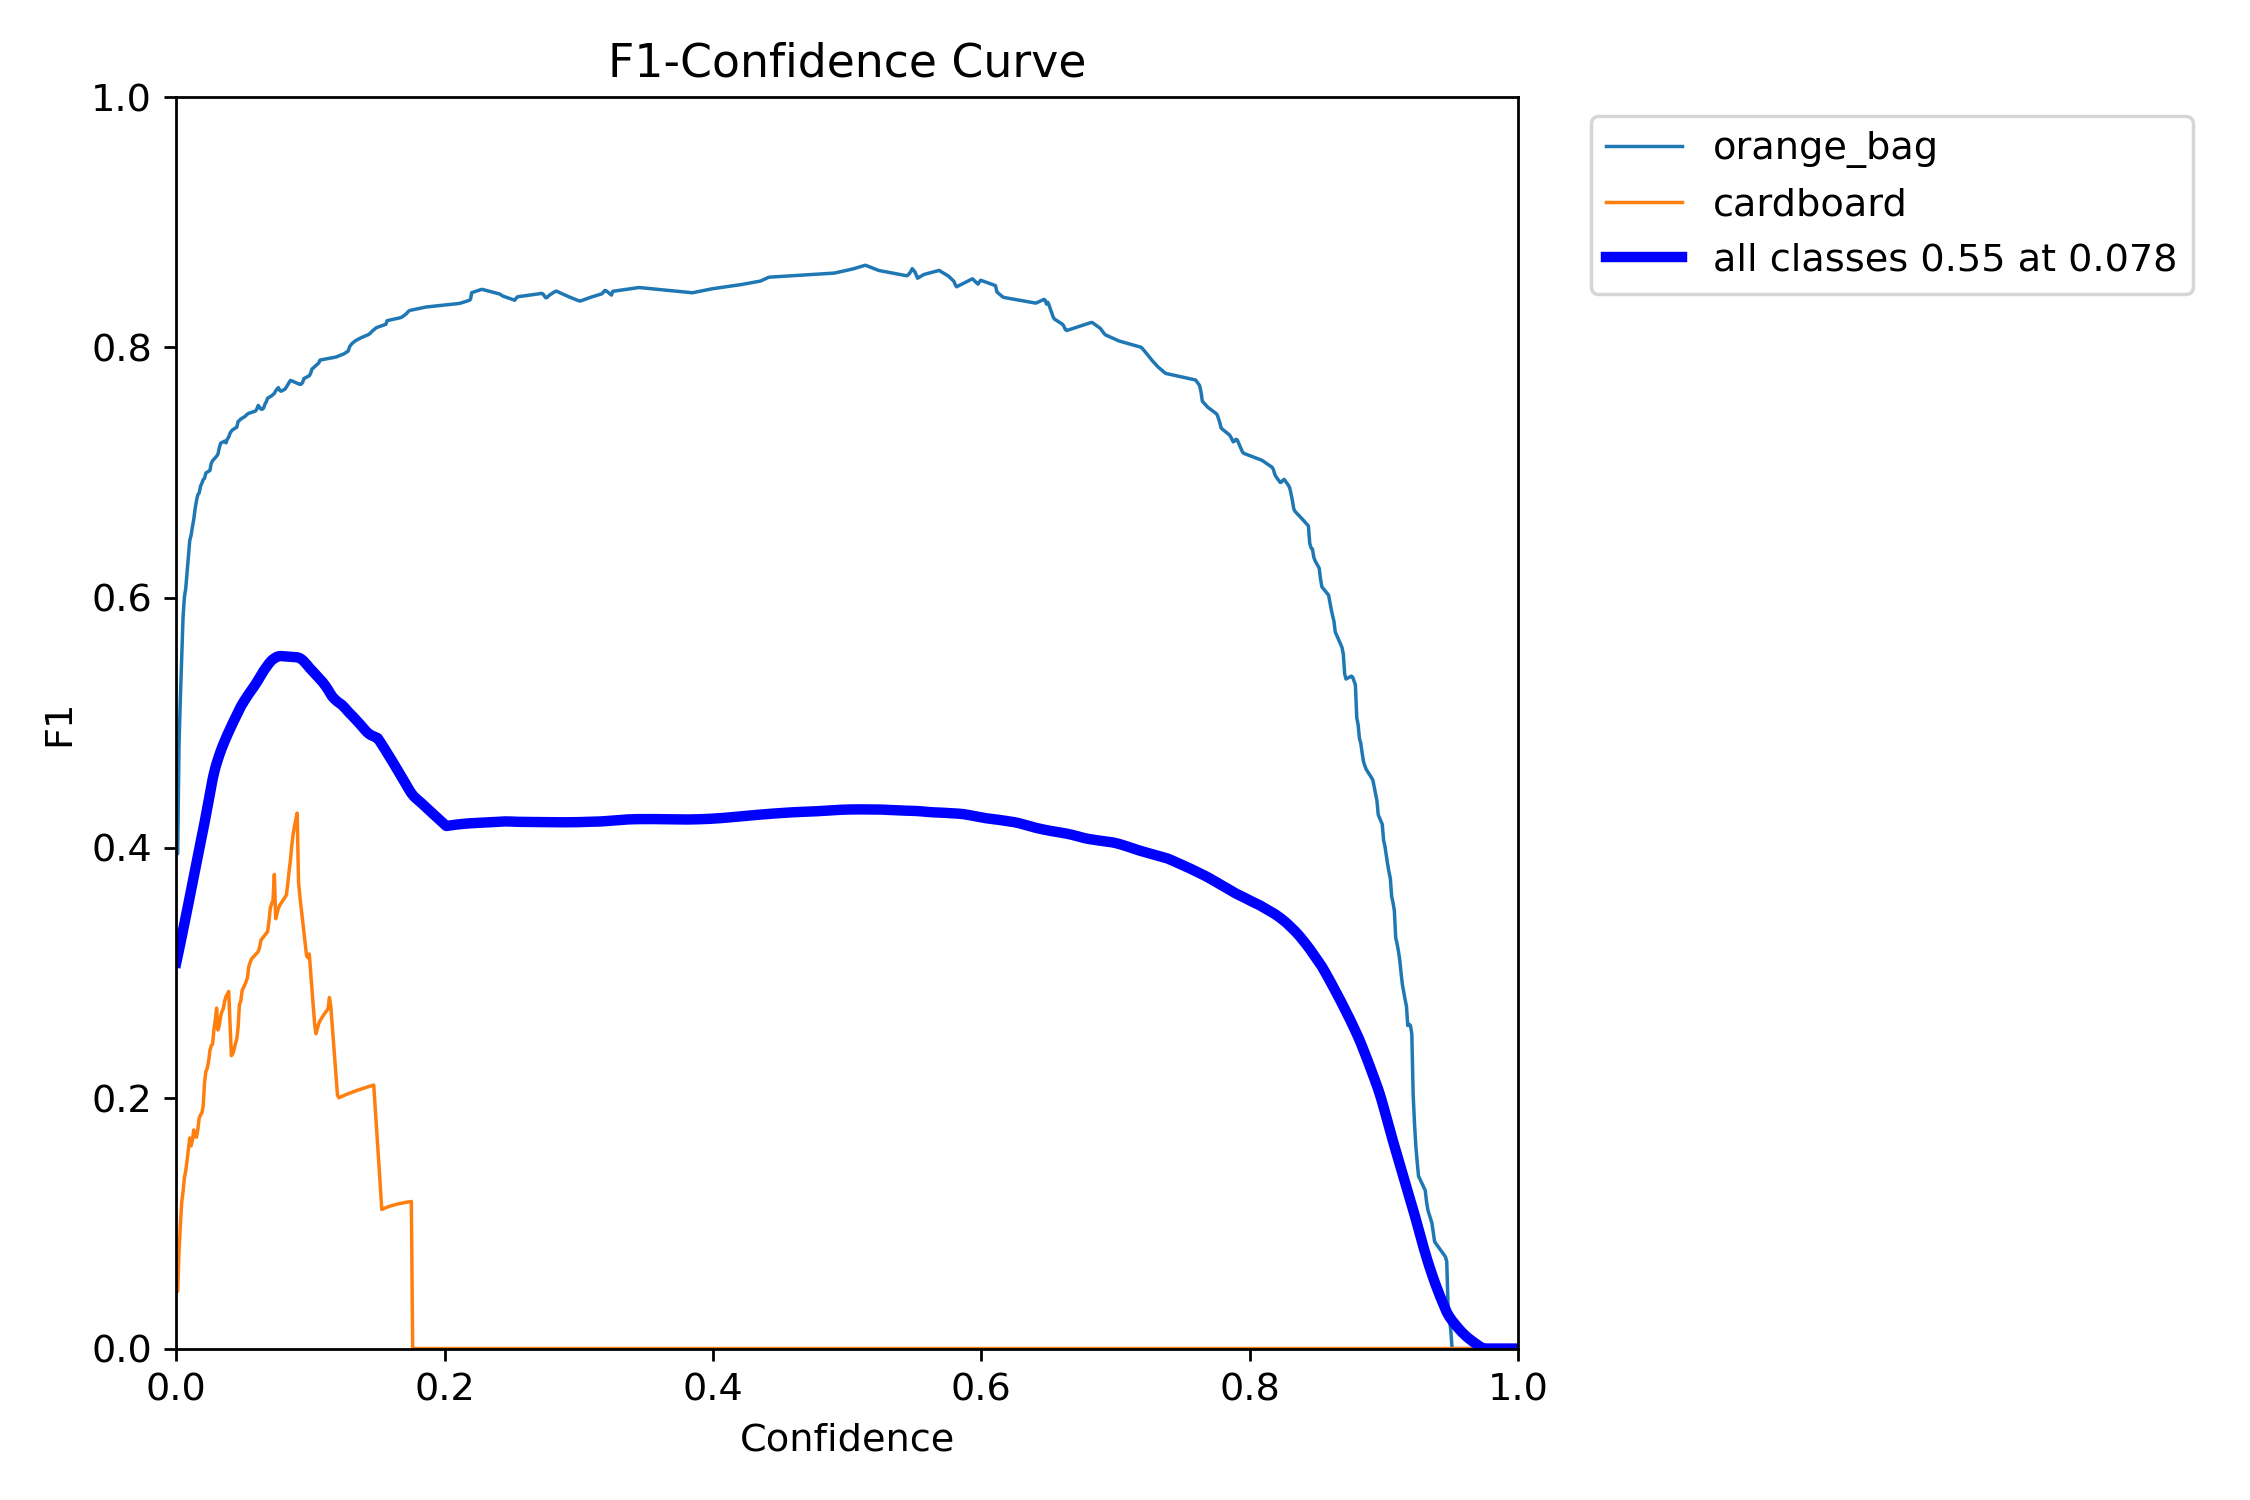 F1-Confidence Curve
1.0
0.8
0.6
0.4
0.2
0.0
F1
0.0 0.2 0.4 0.6 0.8 1.0
Confidence
orange_bag
cardboard
all classes 0.55 at 0.078